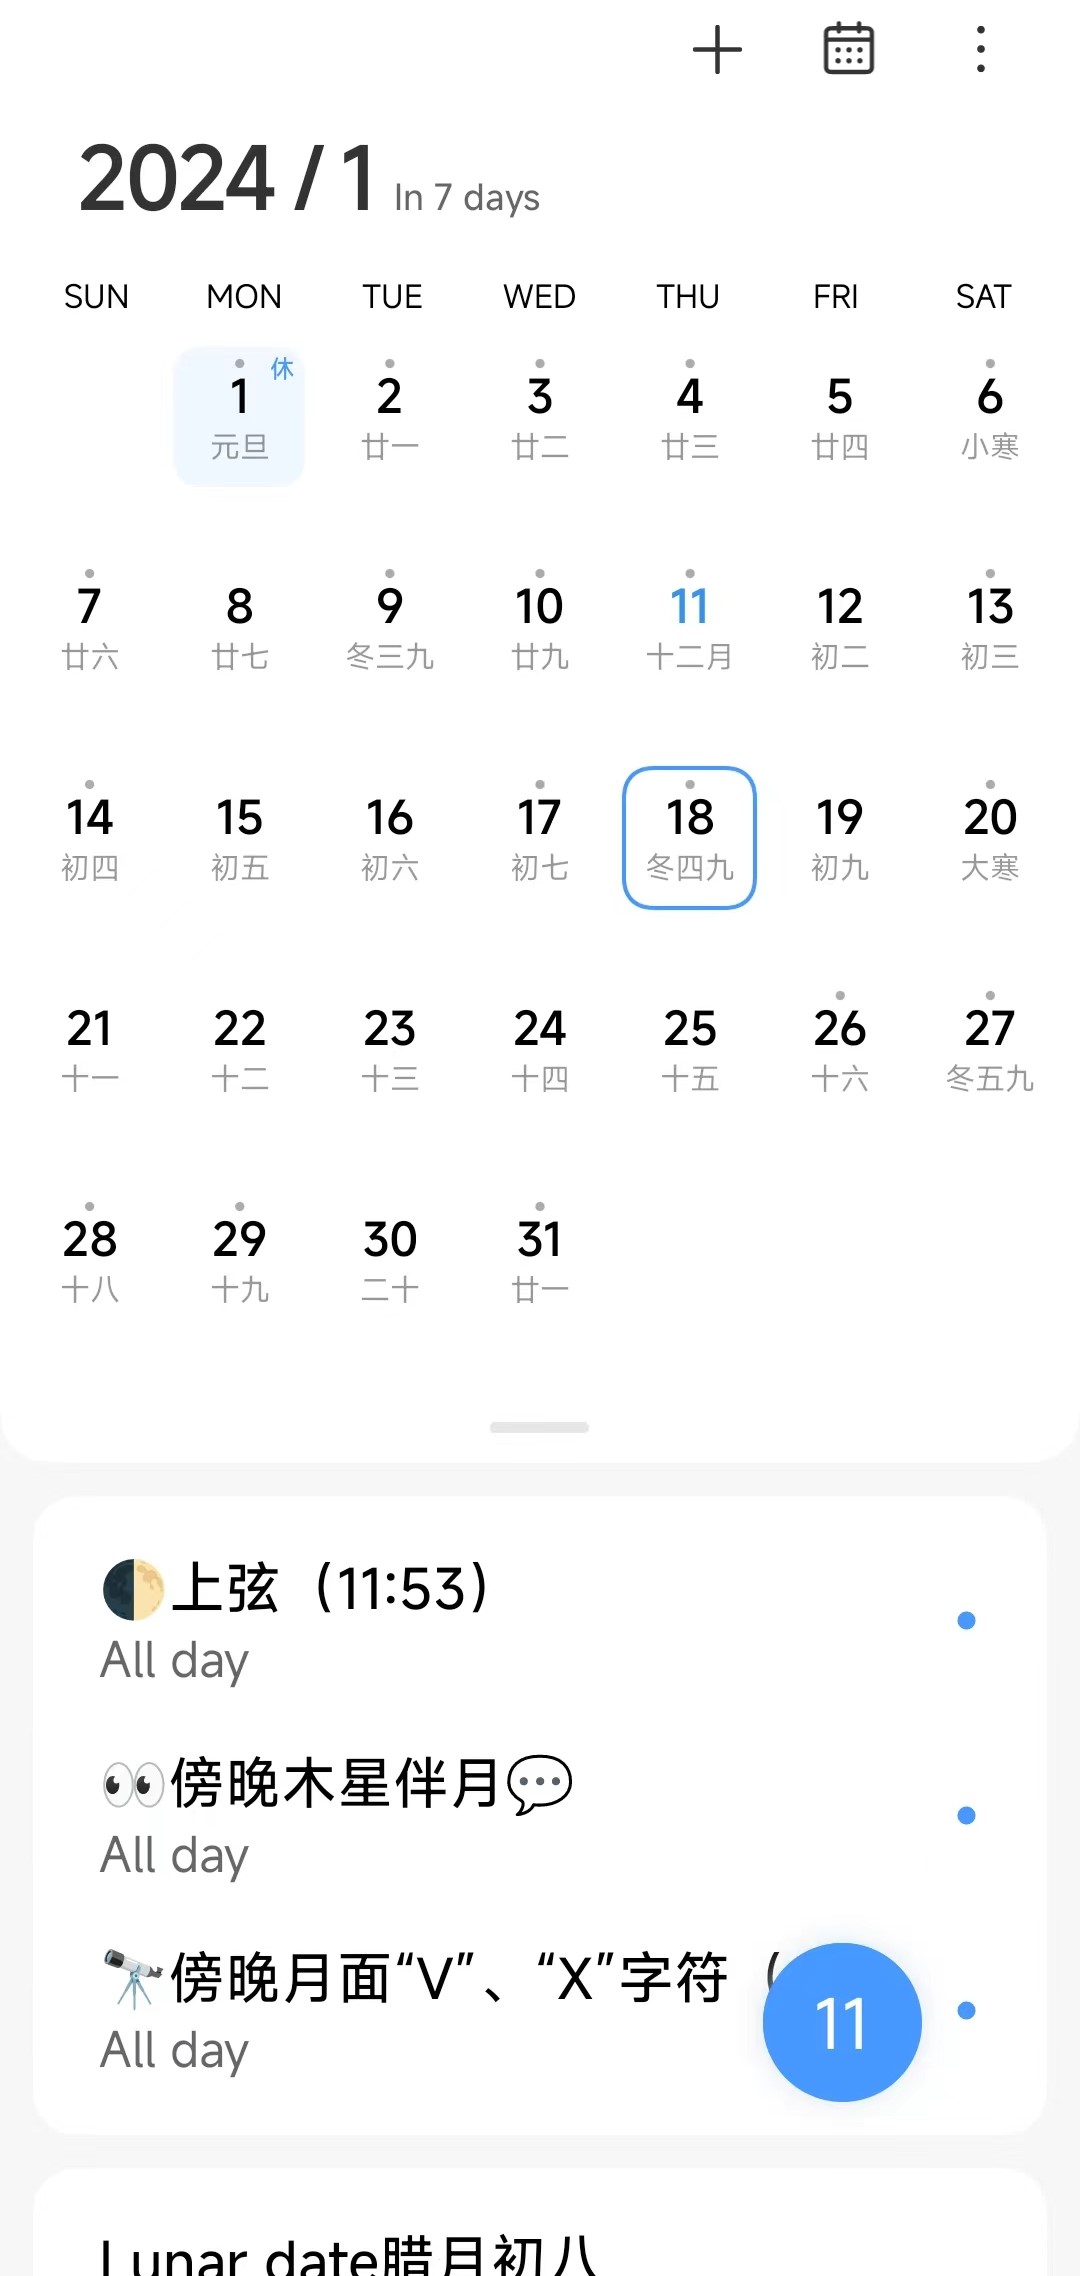 2024 / 1 In 7 days
SUN MON TUE WED THU FRI SAT
休
1 2 3 4 5 6
元旦 廿一 廿二 廿三 廿四 小寒
7 8 9 10 11 12 13
廿六 廿七 冬三九 廿九 十二月 初二 初三
14 15 16 17 18 19 20
初四 初五 初六 初七 冬四九 初九 大寒
21 22 23 24 25 26 27
十一 十二 十三 十四 十五 十六 冬五九
28 29 30 31
十八 十九 二十 廿一
🌓上弦（11:53）
All day
👀傍晚木星伴月💬
All day
🔭傍晚月面“V”、“X”字符（
11
All day
Lunar date腊月初八